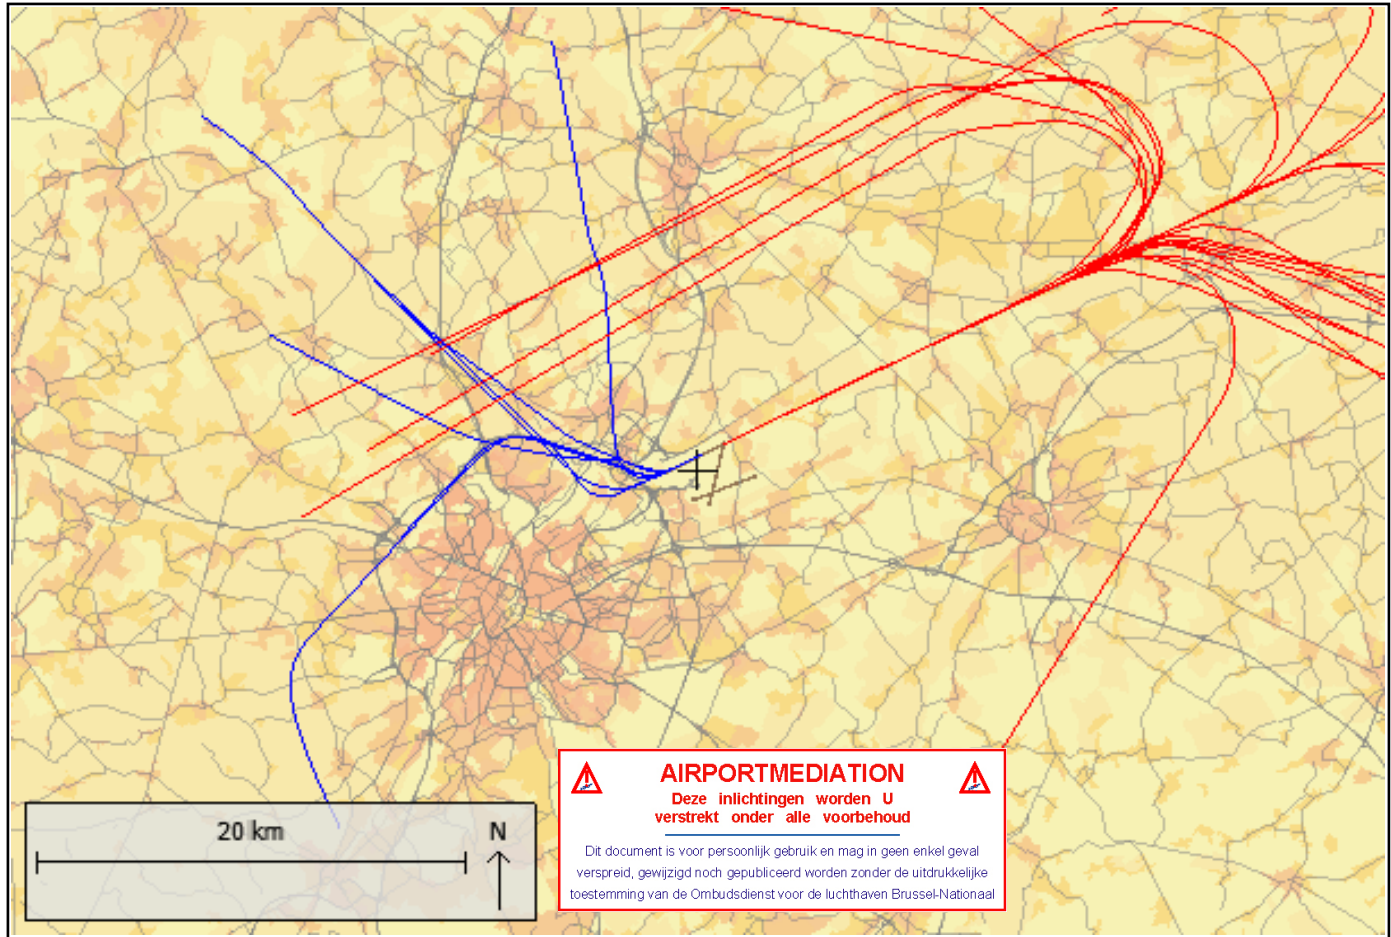 AIRPORTMEDIATION
Deze inlichtingen worden U
verstrekt onder alle voorbehoud
Dit document is voor persoonlijk gebruik en mag in geen enkel geval
verspreid, gewijzigd noch gepubliceerd worden zonder de uitdrukkelijke
toestemming van de Ombudsdienst voor de luchthaven Brussel-Nationaal
20 km
N